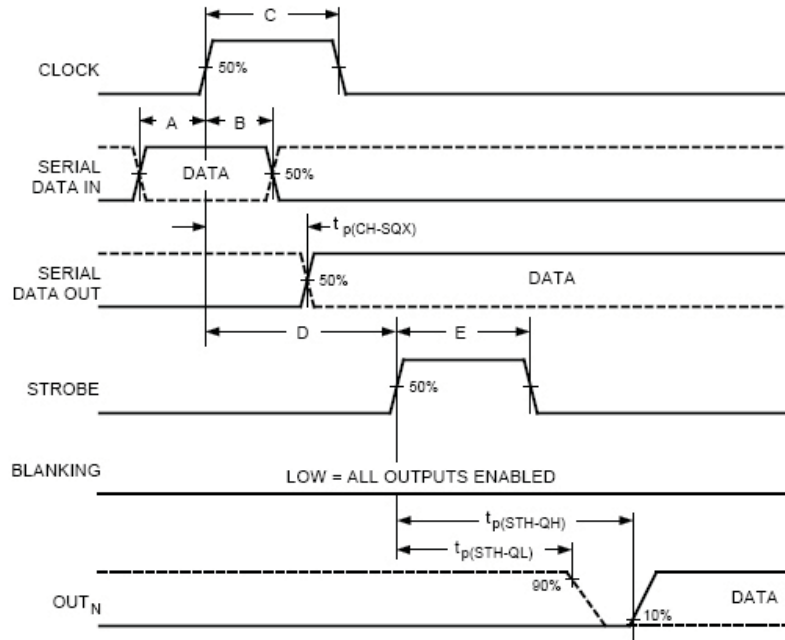 C
CLOCK
50%
A
B
SERIAL
DATA IN
DATA
50%
t p(CH-SQX)
SERIAL
DATA OUT
50%
DATA
D
E
STROBE
50%
BLANKING
LOW = ALL OUTPUTS ENABLED
t p(STH-QH)
t p(STH-QL)
OUT N
90%
10%
DATA